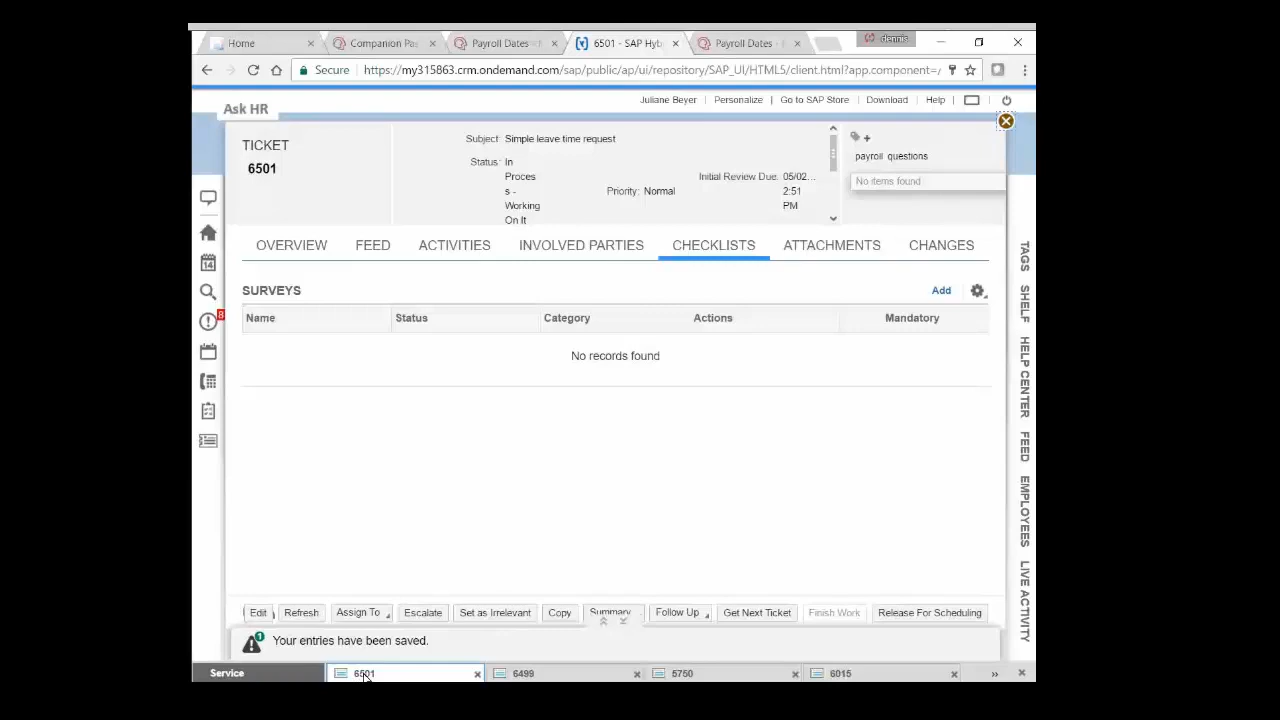 Home
Companion Pa
Payroll Dates
6501 - SAP Hyb
Payroll Dates -
dennis
Secure
https://my315863.crm.ondemand.com/sap/public/ap/ui/repository/SAP_UI/HTML5/client.html?app.component=/
Juliane Beyer | Personalize | Go to SAP Store | Download | Help
Ask HR
TICKET
6501
Subject: Simple leave time request
Status: In
Proces
s -
Working
On It
Priority: Normal
Initial Review Due: 05/02...
2:51
PM
payroll questions
No items found
OVERVIEW FEED ACTIVITIES INVOLVED PARTIES CHECKLISTS ATTACHMENTS CHANGES
SURVEYS
Add
Name Status Category Actions Mandatory
No records found
14
8
TAGS
SHELF
HELP CENTER
FEED
EMPLOYEES
LIVE ACTIVITY
Edit Refresh Assign To Escalate Set as Irrelevant Copy Summary Follow Up Get Next Ticket Finish Work Release For Scheduling
1
Your entries have been saved.
Service 6501 6499 5750 6015